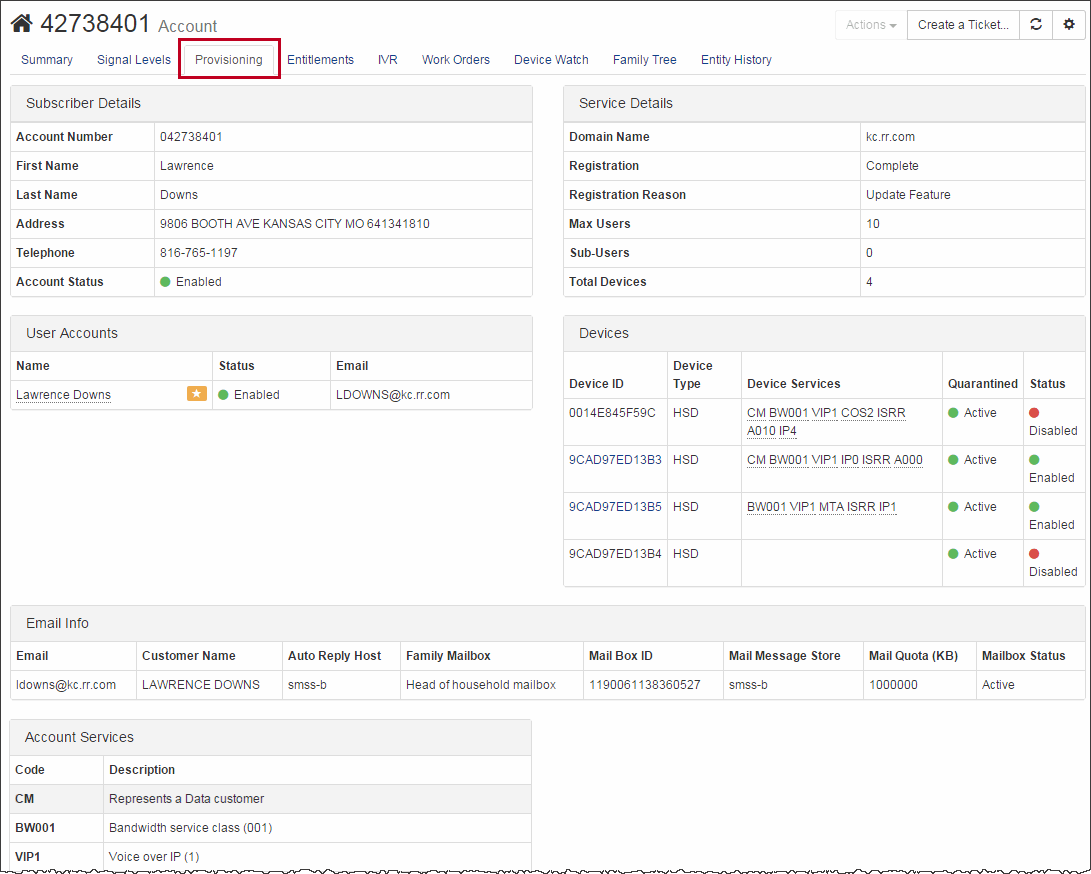 42738401 Account
Actions
Create a Ticket...
Summary Signal Levels Provisioning Entitlements IVR Work Orders Device Watch Family Tree Entity History
Subscriber Details
Account Number 042738401
First Name Lawrence
Last Name Downs
Address 9806 BOOTH AVE KANSAS CITY MO 641341810
Telephone 816-765-1197
Account Status Enabled
Service Details
Domain Name kc.rr.com
Registration Complete
Registration Reason Update Feature
Max Users 10
Sub-Users 0
Total Devices 4
User Accounts
Name Status Email
Lawrence Downs Enabled LDOWNS@kc.rr.com
Devices
Device ID Device Type Device Services Quarantined Status
0014E845F59C HSD CM BW001 VIP1 COS2 ISRR A010 IP4 Active Disabled
9CAD97ED13B3 HSD CM BW001 VIP1 IP0 ISRR A000 Active Enabled
9CAD97ED13B5 HSD BW001 VIP1 MTA ISRR IP1 Active Enabled
9CAD97ED13B4 HSD Active Disabled
Email Info
Email Customer Name Auto Reply Host Family Mailbox Mail Box ID Mail Message Store Mail Quota (KB) Mailbox Status
ldowns@kc.rr.com LAWRENCE DOWNS smss-b Head of household mailbox 1190061138360527 smss-b 1000000 Active
Account Services
Code Description
CM Represents a Data customer
BW001 Bandwidth service class (001)
VIP1 Voice over IP (1)